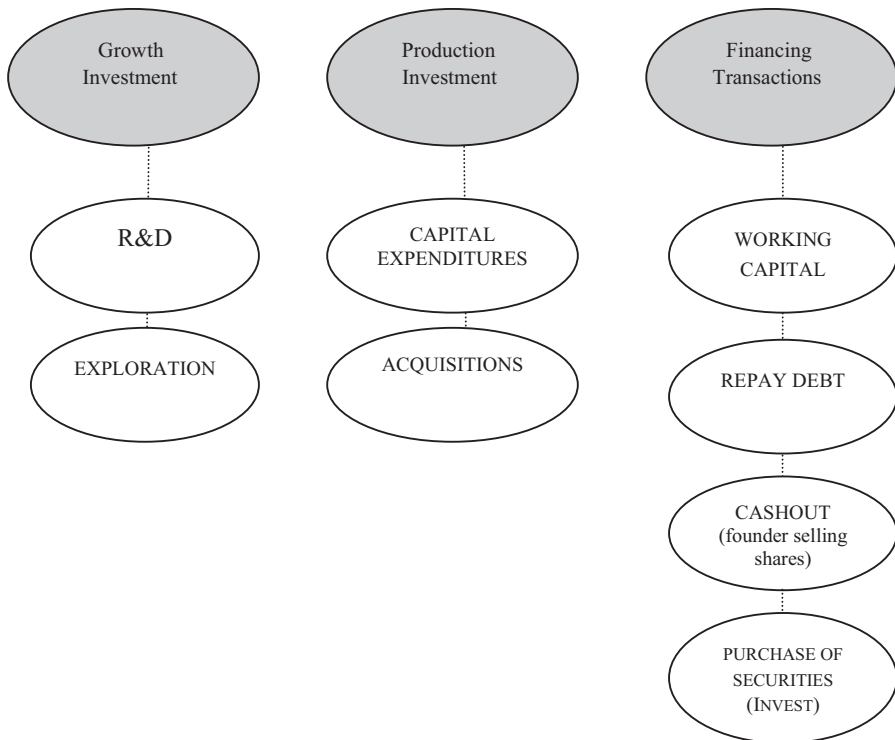 Growth
Investment
R&D
EXPLORATION
Production
Investment
CAPITAL
EXPENDITURES
ACQUISITIONS
Financing
Transactions
WORKING
CAPITAL
REPAY DEBT
CASHOUT
(founder selling
shares)
PURCHASE OF
SECURITIES
(INVEST)